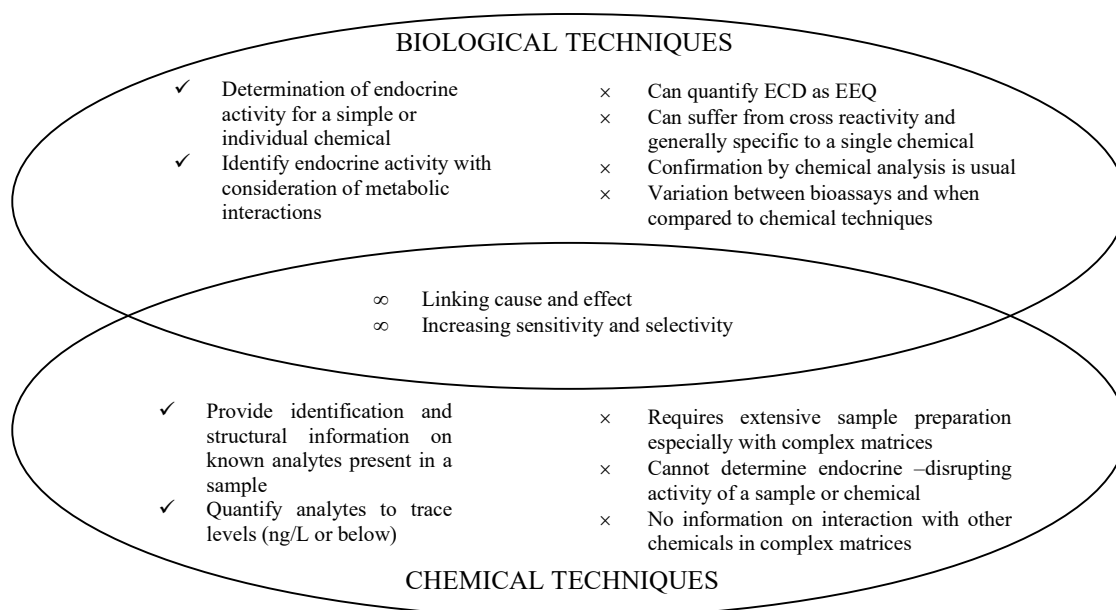 BIOLOGICAL TECHNIQUES
✓ Determination of endocrine
activity for a simple or
individual chemical
✓ Identify endocrine activity with
consideration of metabolic
interactions
× Can quantify ECD as EEQ
× Can suffer from cross reactivity and
generally specific to a single chemical
× Confirmation by chemical analysis is usual
× Variation between bioassays and when
compared to chemical techniques
∞ Linking cause and effect
∞ Increasing sensitivity and selectivity
✓ Provide identification and
structural information on
known analytes present in a
sample
✓ Quantify analytes to trace
levels (ng/L or below)
× Requires extensive sample preparation
especially with complex matrices
× Cannot determine endocrine –disrupting
activity of a sample or chemical
× No information on interaction with other
chemicals in complex matrices
CHEMICAL TECHNIQUES